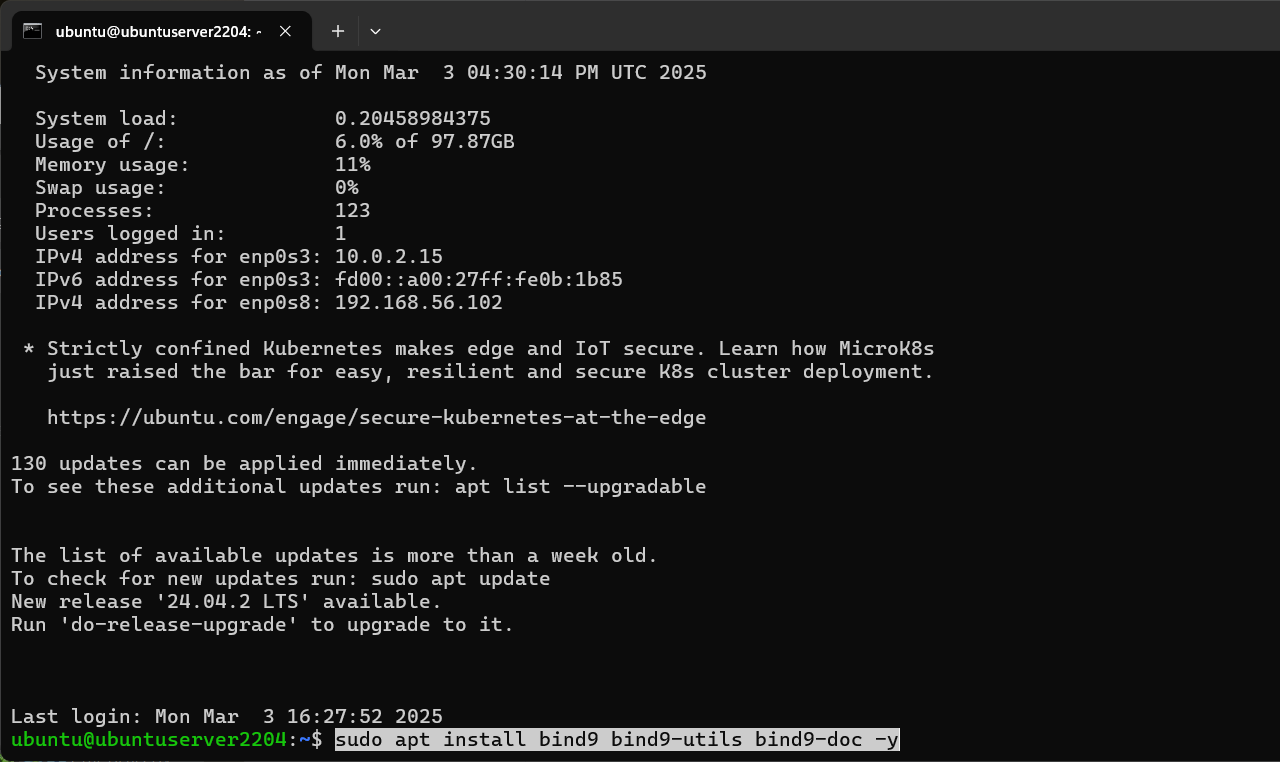 ubuntu@ubuntuserver2204: ~
System information as of Mon Mar  3 04:30:14 PM UTC 2025
System load:             0.20458984375
Usage of /:              6.0% of 97.87GB
Memory usage:            11%
Swap usage:              0%
Processes:               123
Users logged in:         1
IPv4 address for enp0s3: 10.0.2.15
IPv6 address for enp0s3: fd00::a00:27ff:fe0b:1b85
IPv4 address for enp0s8: 192.168.56.102
* Strictly confined Kubernetes makes edge and IoT secure. Learn how MicroK8s
just raised the bar for easy, resilient and secure K8s cluster deployment.
https://ubuntu.com/engage/secure-kubernetes-at-the-edge
130 updates can be applied immediately.
To see these additional updates run: apt list --upgradable
The list of available updates is more than a week old.
To check for new updates run: sudo apt update
New release '24.04.2 LTS' available.
Run 'do-release-upgrade' to upgrade to it.
Last login: Mon Mar  3 16:27:52 2025
ubuntu@ubuntuserver2204:~$ sudo apt install bind9 bind9-utils bind9-doc -y